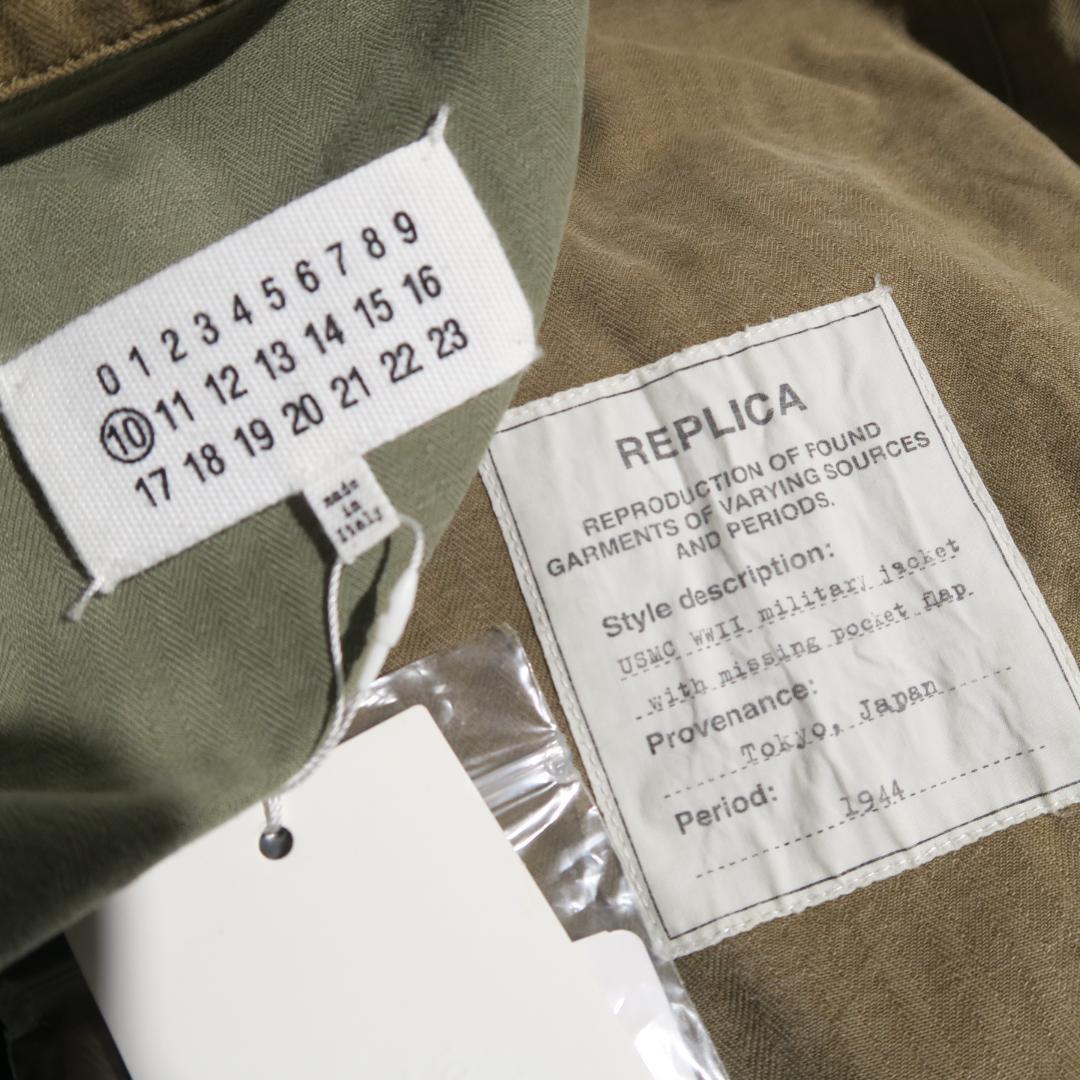 0 1 2 3 4 5 6 7 8 9
10 11 12 13 14 15 16
17 18 19 20 21 22 23
made
in
Italy
REPLICA
REPRODUCTION OF FOUND
GARMENTS OF VARYING SOURCES
AND PERIODS.
Style description:
USMC WWII military jacket
with missing pocket flap
Provenance:
Tokyo, Japan
Period:
1944